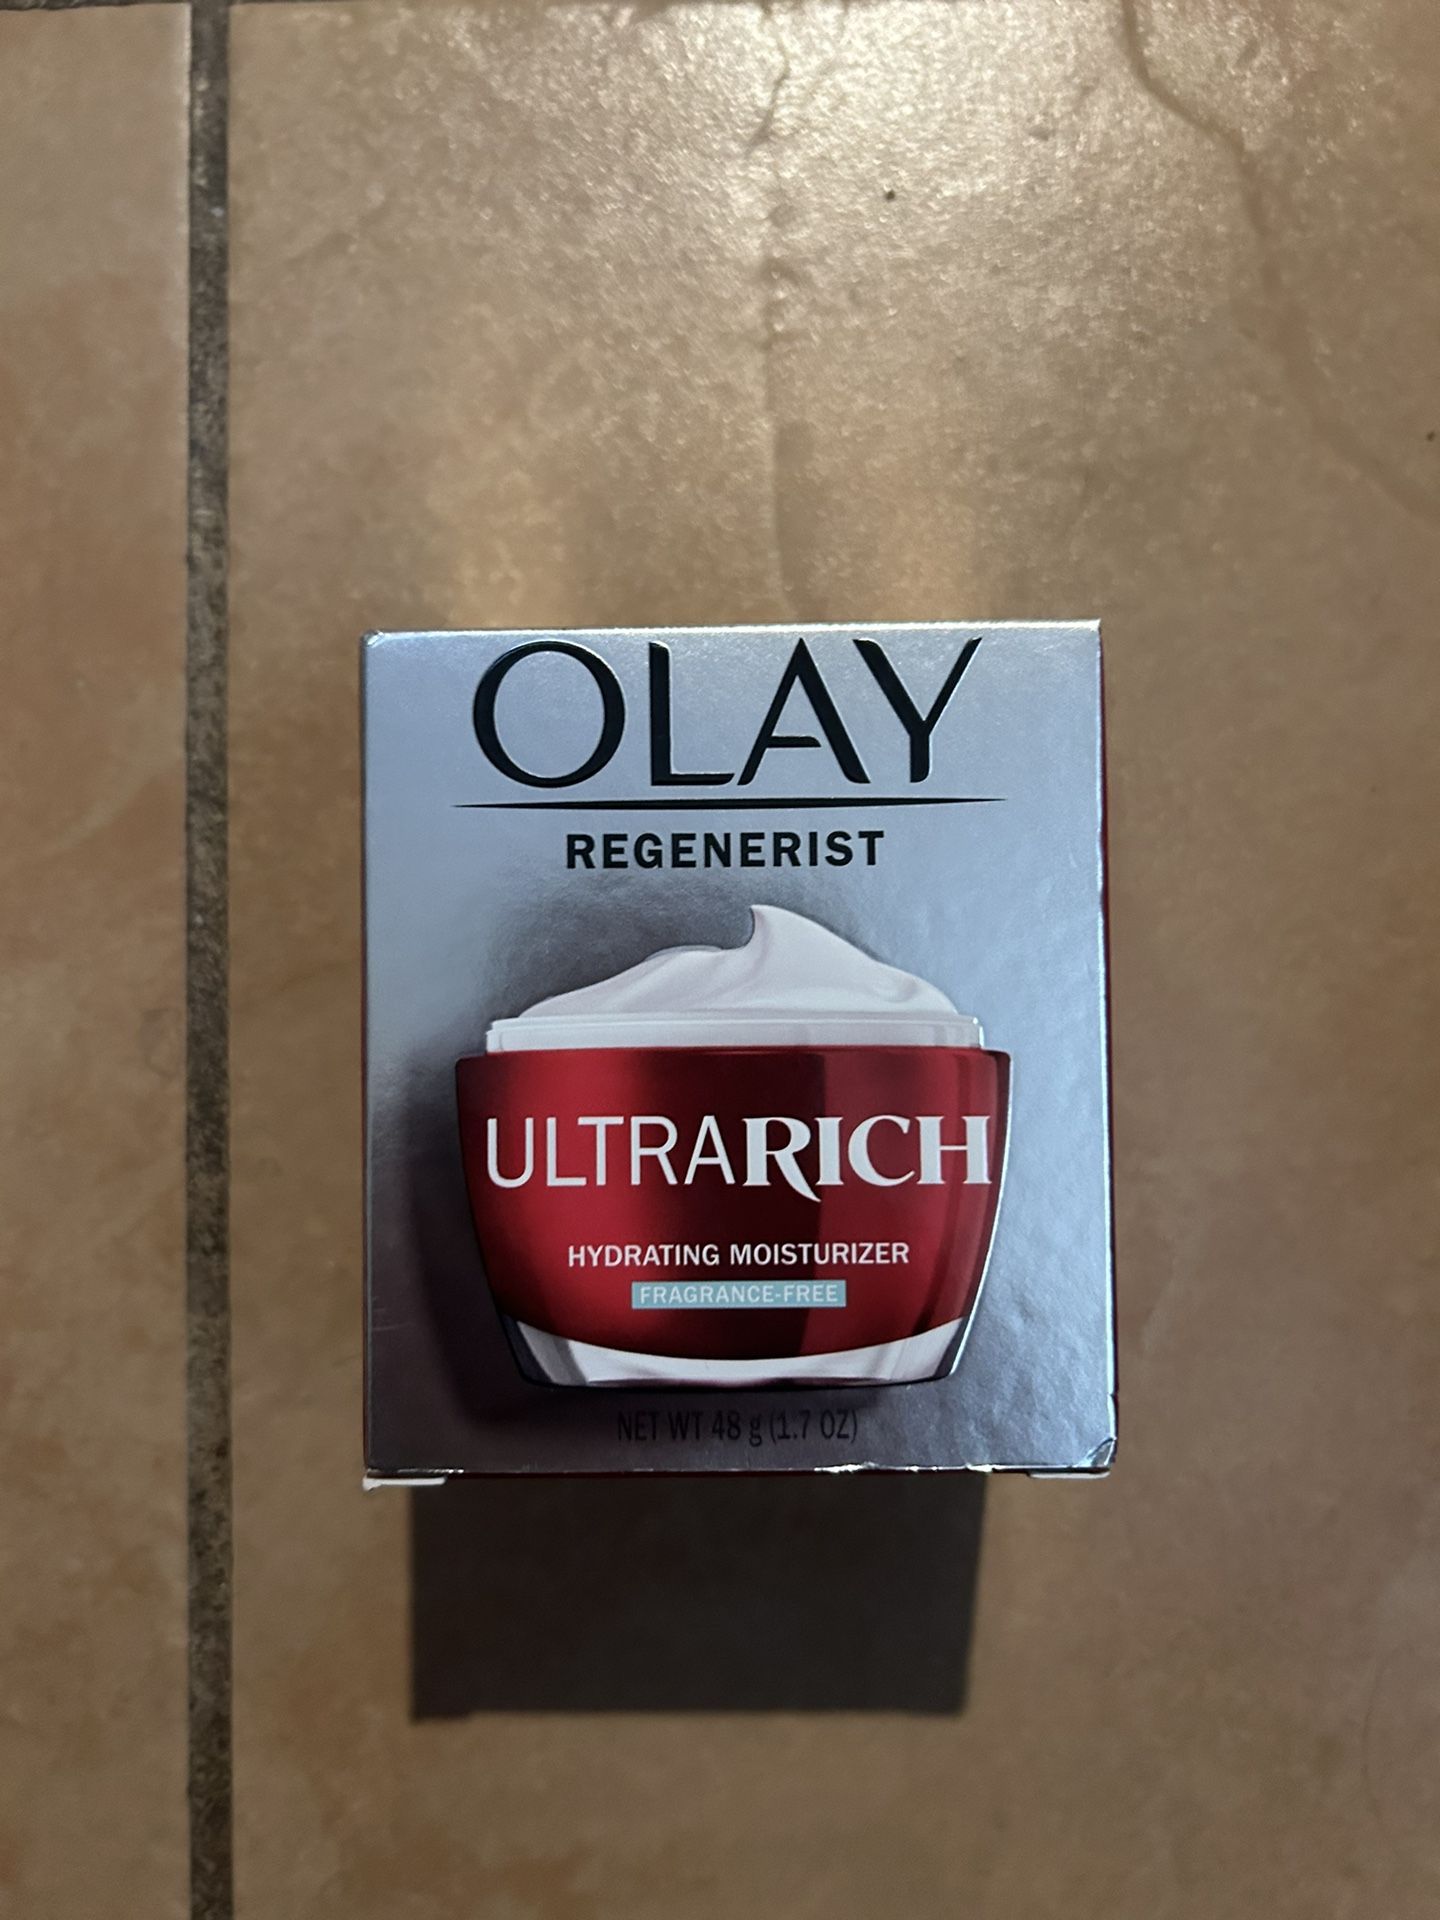 OLAY
REGENERIST
ULTRARICH
HYDRATING MOISTURIZER
FRAGRANCE-FREE
NET WT 48 g (1.7 OZ)